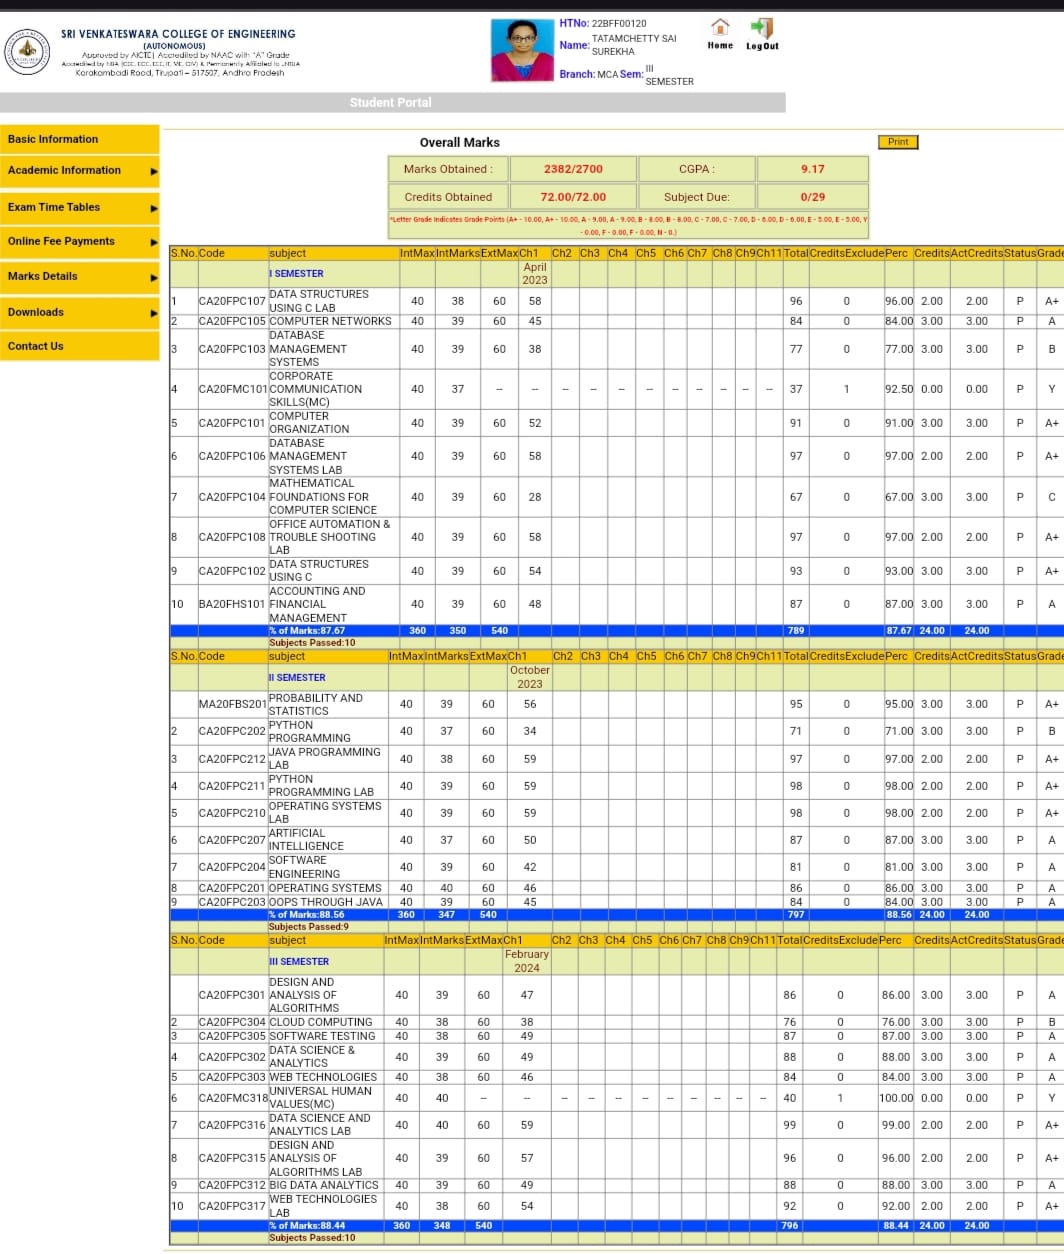 SRI VENKATESWARA COLLEGE OF ENGINEERING
(AUTONOMOUS)
Approved by AICTE| Accredited by NAAC with "A" Grade
Karakambadi Road, Tirupati – 517507, Andhra Pradesh
HTNo: 22BFF00120
Name: TATAMCHETTY SAI SUREKHA
Branch: MCA Sem: III SEMESTER
Home LogOut
Student Portal
Basic Information
Academic Information
Exam Time Tables
Online Fee Payments
Marks Details
Downloads
Contact Us
Overall Marks
Print
Marks Obtained : 2382/2700 CGPA : 9.17
Credits Obtained 72.00/72.00 Subject Due: 0/29
*Letter Grade Indicates Grade Points (A+ - 10.00, A+ - 10.00, A - 9.00, A - 9.00, B - 8.00, B - 8.00, C - 7.00, C - 7.00, D - 6.00, D - 6.00, E - 5.00, E - 5.00, Y
- 0.00, F - 0.00, F - 0.00, N - 0.)
S.No. Code subject IntMax IntMarks ExtMax Ch1 Ch2 Ch3 Ch4 Ch5 Ch6 Ch7 Ch8 Ch9 Ch11 Total CreditsExclude Perc Credits ActCredits Status Grade
I SEMESTER April 2023
1 CA20FPC107 DATA STRUCTURES USING C LAB 40 38 60 58 96 0 96.00 2.00 2.00 P A+
2 CA20FPC105 COMPUTER NETWORKS 40 39 60 45 84 0 84.00 3.00 3.00 P A
3 CA20FPC103 DATABASE MANAGEMENT SYSTEMS 40 39 60 38 77 0 77.00 3.00 3.00 P B
4 CA20FMC101 CORPORATE COMMUNICATION SKILLS(MC) 40 37 -- -- -- -- -- -- -- -- -- -- -- 37 1 92.50 0.00 0.00 P Y
5 CA20FPC101 COMPUTER ORGANIZATION 40 39 60 52 91 0 91.00 3.00 3.00 P A+
6 CA20FPC106 DATABASE MANAGEMENT SYSTEMS LAB 40 39 60 58 97 0 97.00 2.00 2.00 P A+
7 CA20FPC104 MATHEMATICAL FOUNDATIONS FOR COMPUTER SCIENCE 40 39 60 28 67 0 67.00 3.00 3.00 P C
8 CA20FPC108 OFFICE AUTOMATION & TROUBLE SHOOTING LAB 40 39 60 58 97 0 97.00 2.00 2.00 P A+
9 CA20FPC102 DATA STRUCTURES USING C 40 39 60 54 93 0 93.00 3.00 3.00 P A+
10 BA20FHS101 ACCOUNTING AND FINANCIAL MANAGEMENT 40 39 60 48 87 0 87.00 3.00 3.00 P A
% of Marks:87.67 360 350 540 789 87.67 24.00 24.00
Subjects Passed:10
S.No. Code subject IntMax IntMarks ExtMax Ch1 Ch2 Ch3 Ch4 Ch5 Ch6 Ch7 Ch8 Ch9 Ch11 Total CreditsExclude Perc Credits ActCredits Status Grade
II SEMESTER October 2023
MA20FBS201 PROBABILITY AND STATISTICS 40 39 60 56 95 0 95.00 3.00 3.00 P A+
2 CA20FPC202 PYTHON PROGRAMMING 40 37 60 34 71 0 71.00 3.00 3.00 P B
3 CA20FPC212 JAVA PROGRAMMING LAB 40 38 60 59 97 0 97.00 2.00 2.00 P A+
4 CA20FPC211 PYTHON PROGRAMMING LAB 40 39 60 59 98 0 98.00 2.00 2.00 P A+
5 CA20FPC210 OPERATING SYSTEMS LAB 40 39 60 59 98 0 98.00 2.00 2.00 P A+
6 CA20FPC207 ARTIFICIAL INTELLIGENCE 40 37 60 50 87 0 87.00 3.00 3.00 P A
7 CA20FPC204 SOFTWARE ENGINEERING 40 39 60 42 81 0 81.00 3.00 3.00 P A
8 CA20FPC201 OPERATING SYSTEMS 40 40 60 46 86 0 86.00 3.00 3.00 P A
9 CA20FPC203 OOPS THROUGH JAVA 40 39 60 45 84 0 84.00 3.00 3.00 P A
% of Marks:88.56 360 347 540 797 88.56 24.00 24.00
Subjects Passed:9
S.No. Code subject IntMax IntMarks ExtMax Ch1 Ch2 Ch3 Ch4 Ch5 Ch6 Ch7 Ch8 Ch9 Ch11 Total CreditsExclude Perc Credits ActCredits Status Grade
III SEMESTER February 2024
CA20FPC301 DESIGN AND ANALYSIS OF ALGORITHMS 40 39 60 47 86 0 86.00 3.00 3.00 P A
2 CA20FPC304 CLOUD COMPUTING 40 38 60 38 76 0 76.00 3.00 3.00 P B
3 CA20FPC305 SOFTWARE TESTING 40 38 60 49 87 0 87.00 3.00 3.00 P A
4 CA20FPC302 DATA SCIENCE & ANALYTICS 40 39 60 49 88 0 88.00 3.00 3.00 P A
5 CA20FPC303 WEB TECHNOLOGIES 40 38 60 46 84 0 84.00 3.00 3.00 P A
6 CA20FMC318 UNIVERSAL HUMAN VALUES(MC) 40 40 -- -- -- -- -- -- -- -- -- -- -- 40 1 100.00 0.00 0.00 P Y
7 CA20FPC316 DATA SCIENCE AND ANALYTICS LAB 40 40 60 59 99 0 99.00 2.00 2.00 P A+
8 CA20FPC315 DESIGN AND ANALYSIS OF ALGORITHMS LAB 40 39 60 57 96 0 96.00 2.00 2.00 P A+
9 CA20FPC312 BIG DATA ANALYTICS 40 39 60 49 88 0 88.00 3.00 3.00 P A
10 CA20FPC317 WEB TECHNOLOGIES LAB 40 38 60 54 92 0 92.00 2.00 2.00 P A+
% of Marks:88.44 360 348 540 796 88.44 24.00 24.00
Subjects Passed:10